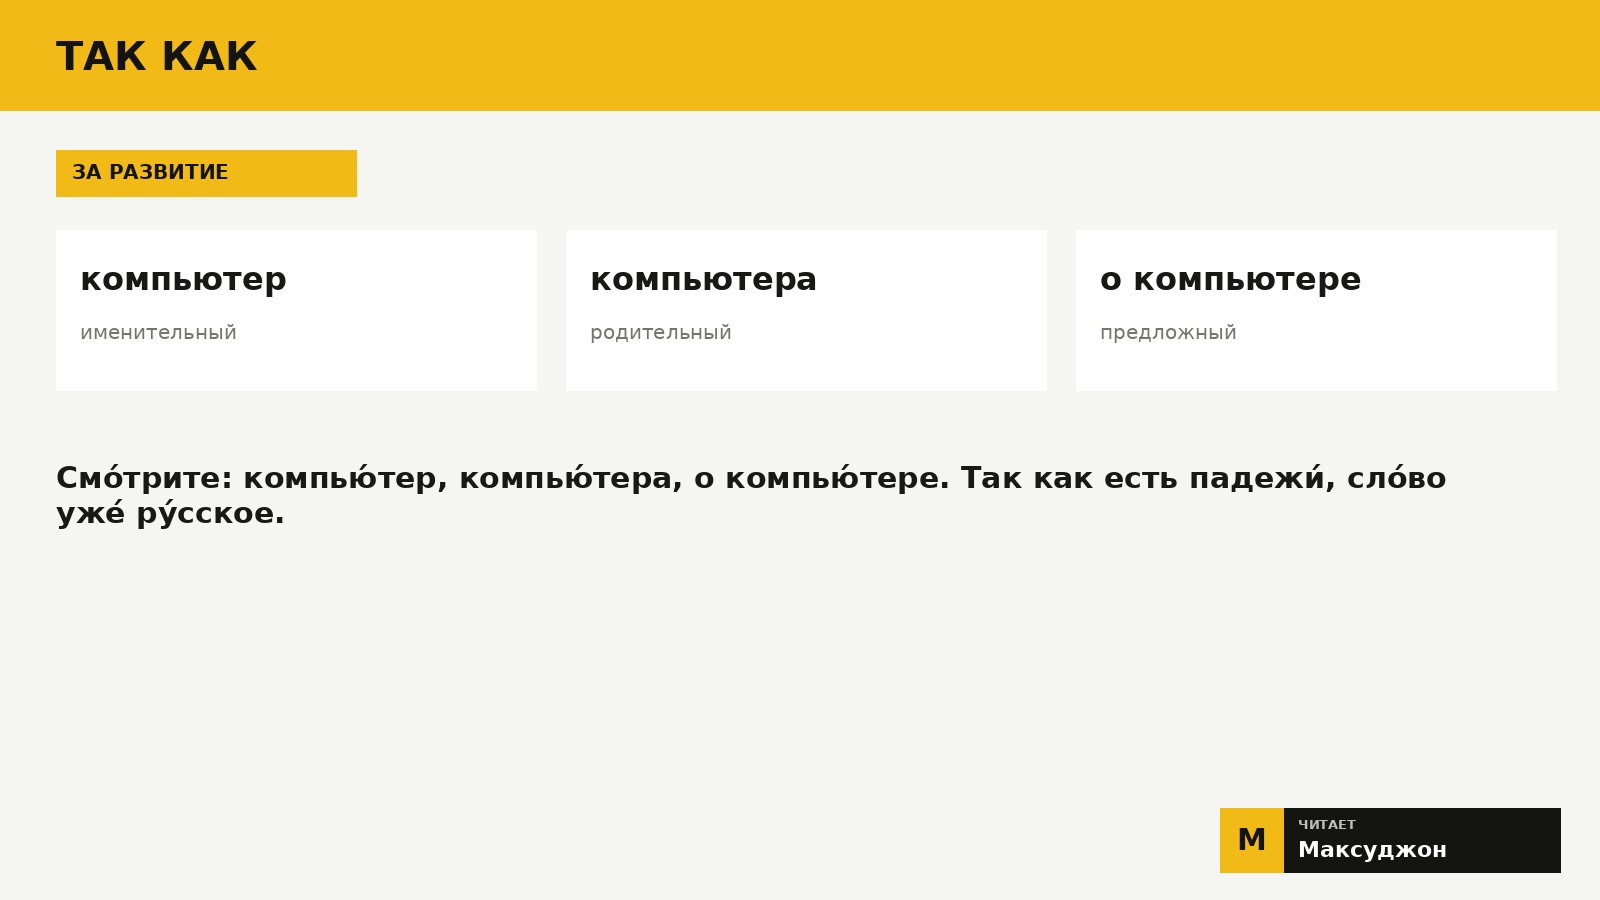 ТАК КАК
ЗА РАЗВИТИЕ
компьютер
именительный
компьютера
родительный
о компьютере
предложный
Смо́трите: компью́тер, компью́тера, о компью́тере. Так как есть падежи́, сло́во
уже́ ру́сское.
М
ЧИТАЕТ
Максуджон